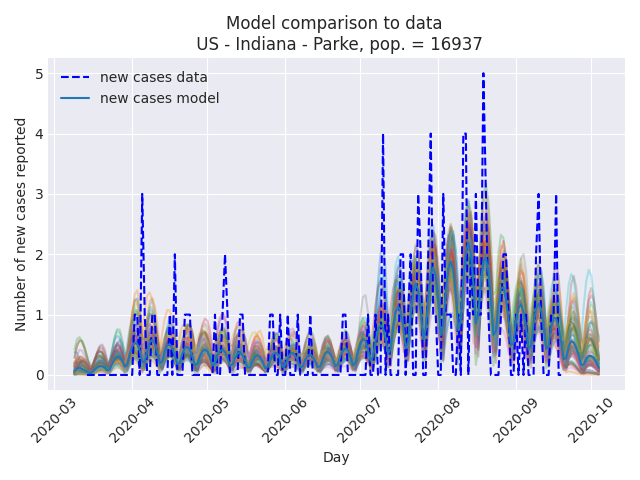 Model comparison to data
US - Indiana - Parke, pop. = 16937
new cases data
new cases model
Number of new cases reported
5
4
3
2
1
0
2020-03
2020-04
2020-05
2020-06
2020-07
2020-08
2020-09
2020-10
Day